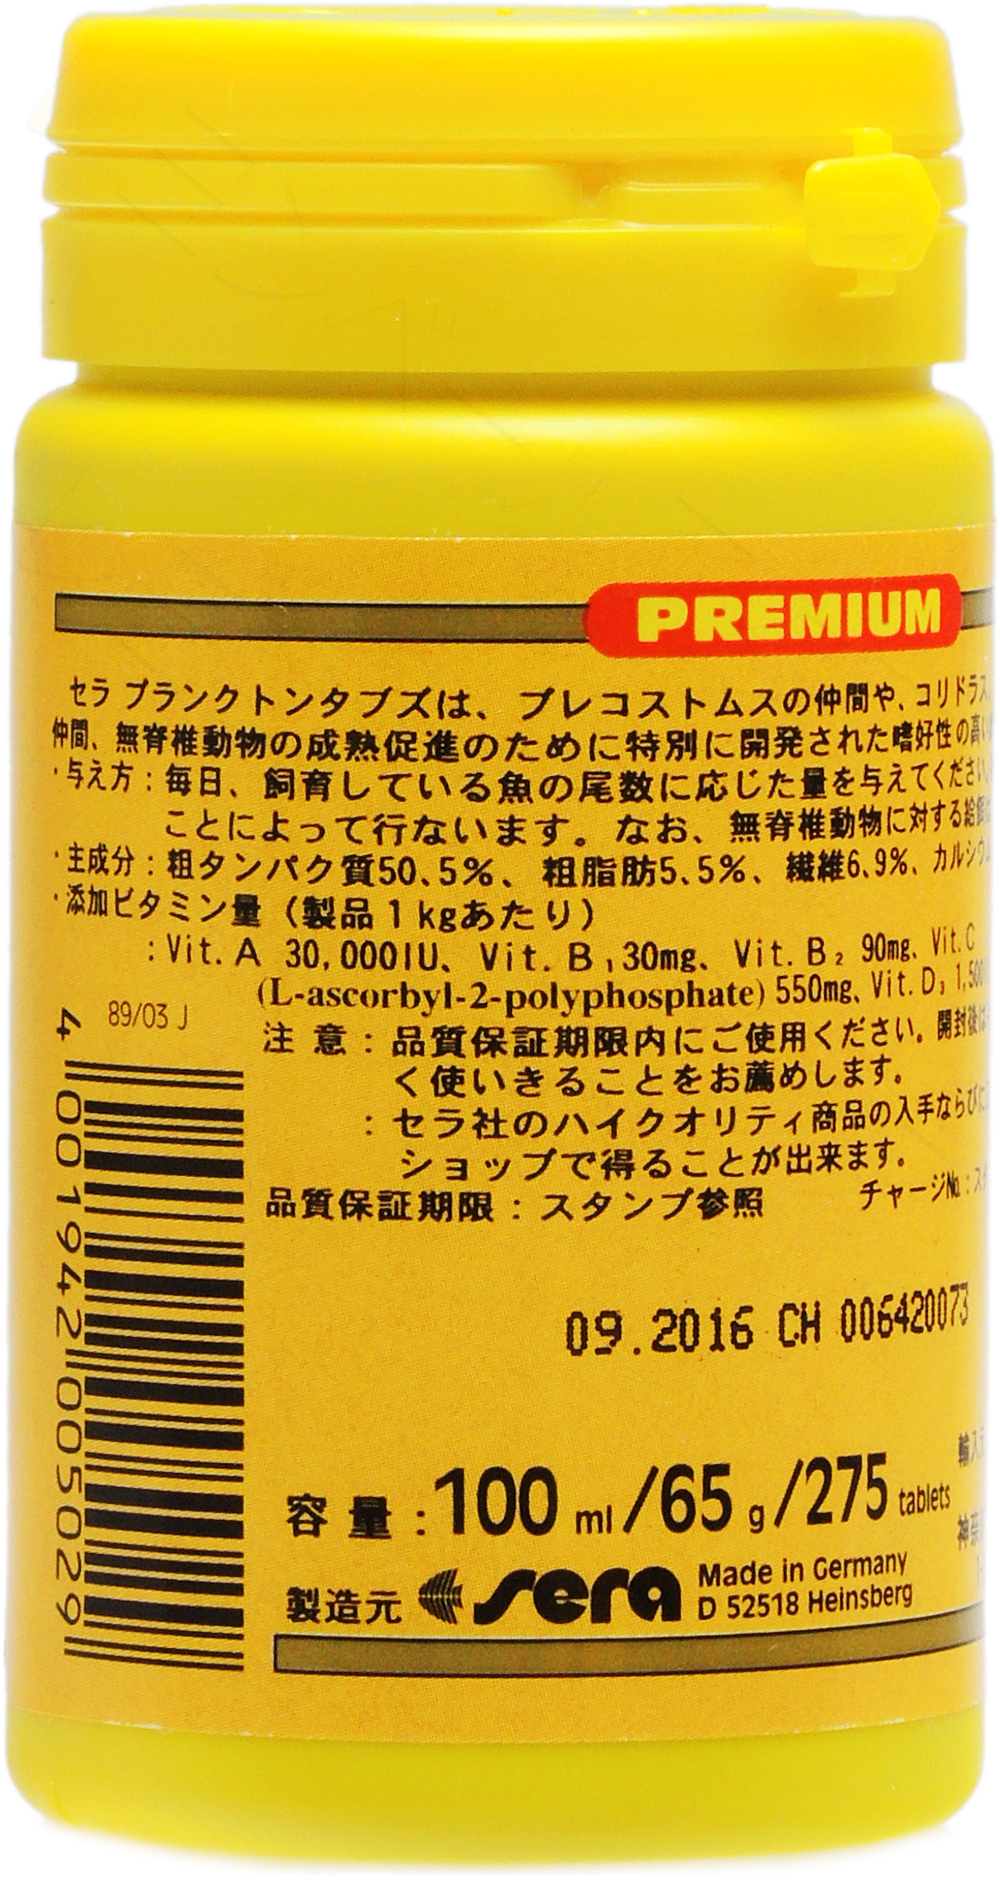 PREMIUM
セラ プランクトンタブズは、 プレコストムスの仲間や、コリドラス
仲間、無脊椎動物の成熟促進のために特別に開発された嗜好性の高い
・与え方：毎日、飼育している魚の尾数に応じた量を与えてください。
ことによって行ないます。なお、無脊椎動物に対する給餌は
・主成分：粗タンパク質50.5%、 粗脂肪5.5%、 繊維6.9%、カルシウム
・添加ビタミン量（製品１kgあたり）
：Vit.A 30,000IU、 Vit.B₁30mg、 Vit.B₂ 90mg、Vit.C
(L-ascorbyl-2-polyphosphate) 550mg、Vit.D₃ 1,500
89/03 J
注 意：品質保証期限内にご使用ください。開封後は
く使いきることをお薦めします。
：セラ社のハイクオリティ商品の入手ならびに
ショップで得ることが出来ます。
品質保証期限：スタンプ参照 チャージ№：ス
09.2016 CH 006420073
容 量：100 ml /65 g /275 tablets
製造元 sera Made in Germany
D 52518 Heinsberg
輸入
神奈
4 001942 005029